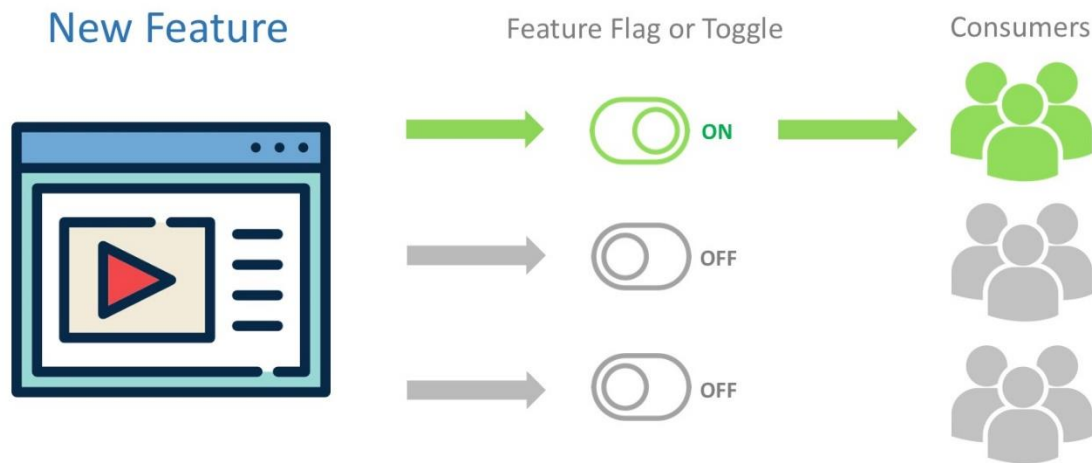 New Feature
Feature Flag or Toggle
Consumers
ON
OFF
OFF